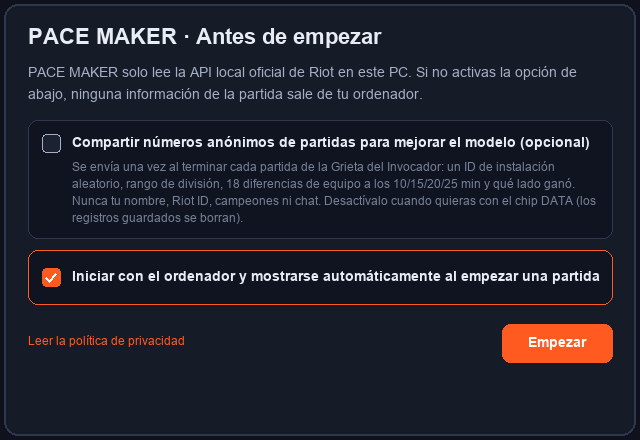 PACE MAKER · Antes de empezar
PACE MAKER solo lee la API local oficial de Riot en este PC. Si no activas la opción de
abajo, ninguna información de la partida sale de tu ordenador.
Compartir números anónimos de partidas para mejorar el modelo (opcional)
Se envía una vez al terminar cada partida de la Grieta del Invocador: un ID de instalación
aleatorio, rango de división, 18 diferencias de equipo a los 10/15/20/25 min y qué lado ganó.
Nunca tu nombre, Riot ID, campeones ni chat. Desactívalo cuando quieras con el chip DATA (los
registros guardados se borran).
Iniciar con el ordenador y mostrarse automáticamente al empezar una partida
Leer la política de privacidad
Empezar